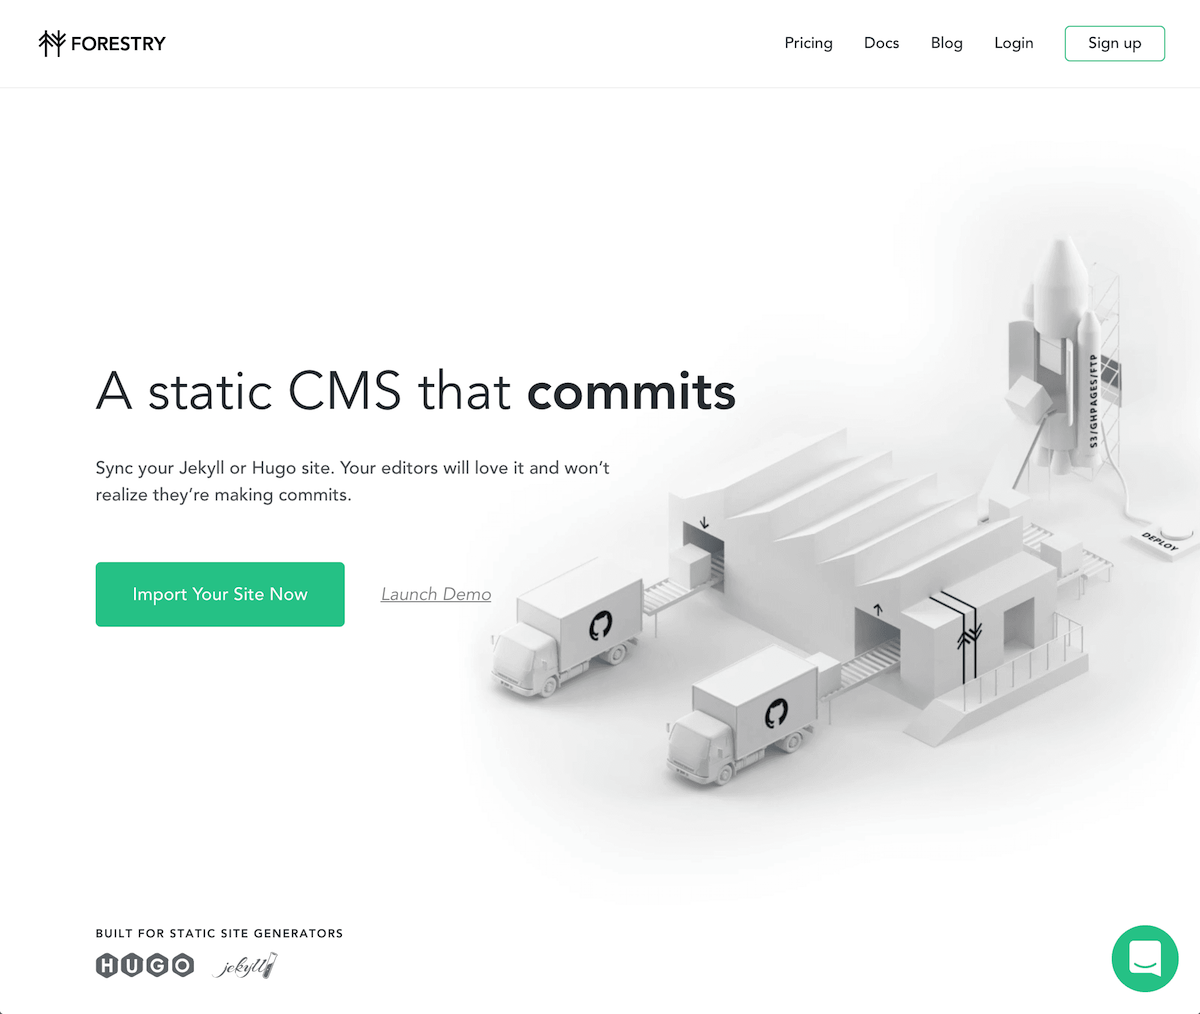 FORESTRY
Pricing
Docs
Blog
Login
Sign up
A static CMS that commits
Sync your Jekyll or Hugo site. Your editors will love it and won’t
realize they’re making commits.
Import Your Site Now
Launch Demo
S3/GHPAGES/FTP
DEPLOY
BUILT FOR STATIC SITE GENERATORS
HUGO
jekyll